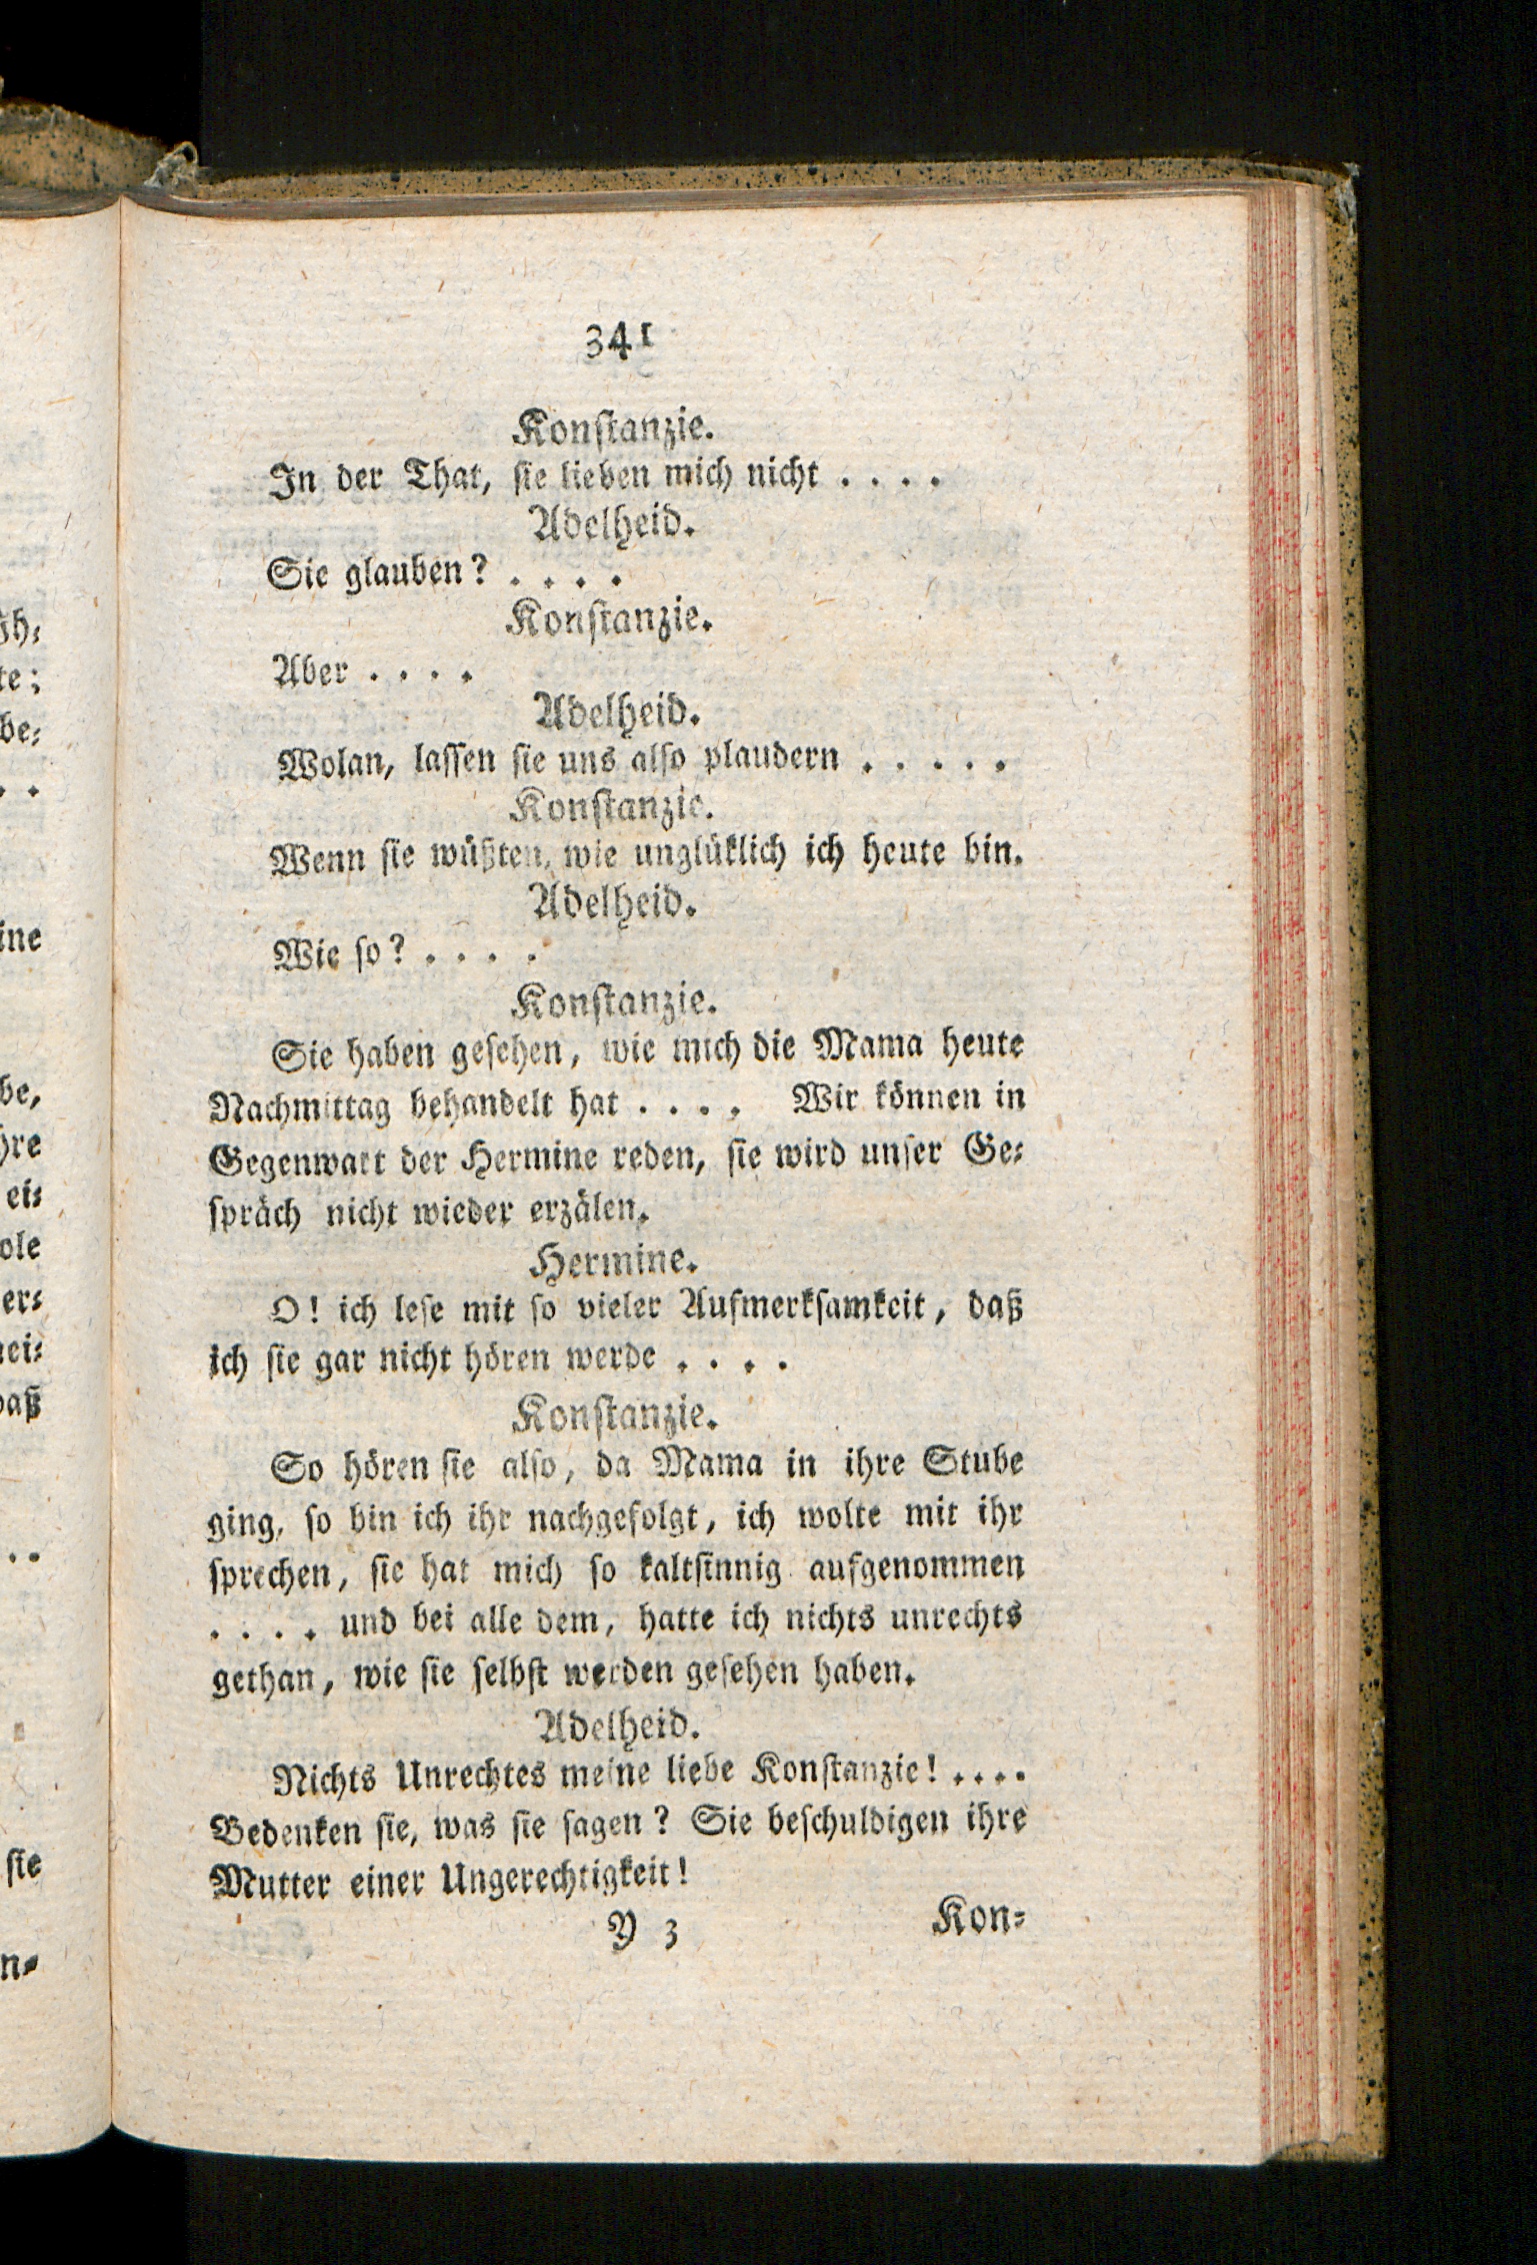 341
Konſtanzie.
In der That, ſie lieben mich nicht . . . .
Adelheid.
Sie glauben? . . . .
Konſtanzie.
Aber . . . .
Adelheid.
Wolan, laſſen ſie uns alſo plaudern . . . . .
Konſtanzie.
Wenn ſie wüßten, wie unglüklich ich heute bin.
Adelheid.
Wie ſo? . . . .
Konſtanzie.
Sie haben geſehen, wie mich die Mama heute
Nachmittag behandelt hat . . . . Wir können in
Gegenwart der Hermine reden, ſie wird unſer Ge⸗
ſpräch nicht wieder erzälen.
Hermine.
O! ich leſe mit ſo vieler Aufmerkſamkeit, daß
ich ſie gar nicht hören werde . . . .
Konſtanzie.
So hören ſie alſo, da Mama in ihre Stube
ging, ſo bin ich ihr nachgefolgt, ich wolte mit ihr
ſprechen, ſie hat mich ſo kaltſinnig aufgenommen
. . . . und bei alle dem, hatte ich nichts unrechts
gethan, wie ſie ſelbſt werden geſehen haben.
Adelheid.
Nichts Unrechtes meine liebe Konſtanzie! . . . .
Bedenken ſie, was ſie ſagen? Sie beſchuldigen ihre
Mutter einer Ungerechtigkeit!
Y 3 Kon⸗